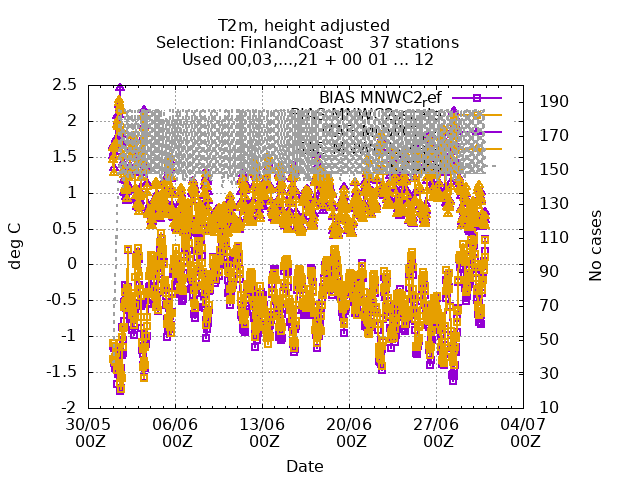 T2m, height adjusted
Selection: FinlandCoast 37 stations
Used 00,03,...,21 + 00 01 ... 12
BIAS MNWC2_ref
2.5
2
1.5
1
0.5
0
-0.5
-1
-1.5
-2
190
170
150
130
110
90
70
50
30
10
deg C
No cases
30/05 06/06 13/06 20/06 27/06 04/07
00Z 00Z 00Z 00Z 00Z 00Z
Date